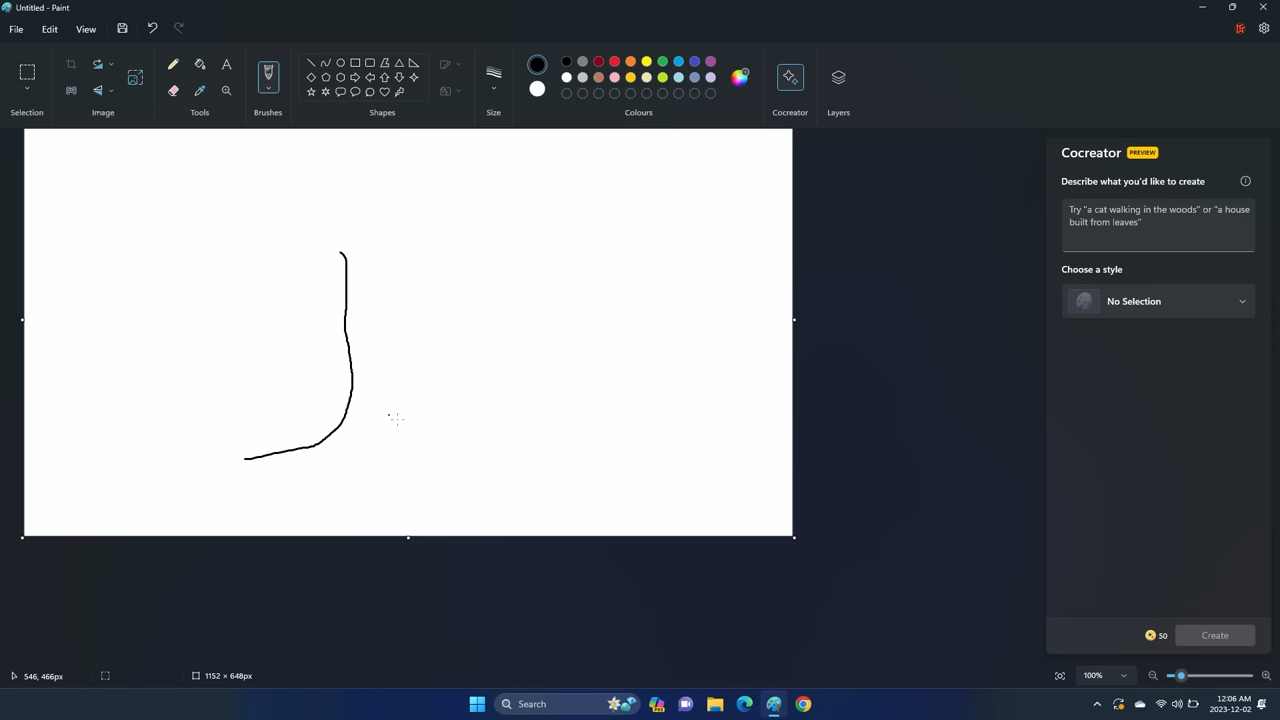 Untitled - Paint
File Edit View
Selection Image Tools Brushes Shapes Size Colours Cocreator Layers
Cocreator PREVIEW
Describe what you'd like to create
Try "a cat walking in the woods" or "a house
built from leaves"
Choose a style
No Selection
50 Create
546, 466px 1152 × 648px 100%
Search
12:06 AM
2023-12-02